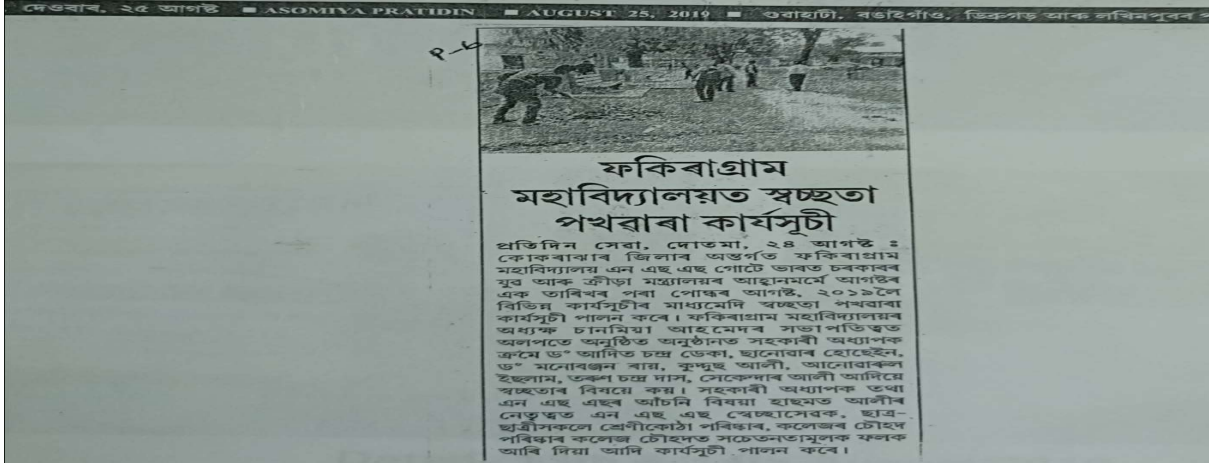 দেওবাৰ, ২৫ আগষ্ট ■ ASOMIYA PRATIDIN ■ AUGUST 25, 2019 ■ গুৱাহাটী, বঙাইগাঁও, ডিব্ৰুগড় আৰু লখিমপুৰৰ
P-6
ফকিৰাগ্ৰাম
মহাবিদ্যালয়ত স্বচ্ছতা
পখৱাৰা কাৰ্যসূচী
প্ৰতিদিন সেৱা, দোতমা, ২৪ আগষ্ট :
কোকৰাঝাৰ জিলাৰ অন্তৰ্গত ফকিৰাগ্ৰাম
মহাবিদ্যালয় এন এছ এছ গোটে ভাৰত চৰকাৰৰ
যুৱ আৰু ক্ৰীড়া মন্ত্ৰ্যালয়ৰ আহ্বানমৰ্মে আগষ্টৰ
এক তাৰিখৰ পৰা পোন্ধৰ আগষ্ট, ২০১৯লৈ
বিভিন্ন কাৰ্যসূচীৰ মাধ্যমেদি স্বচ্ছতা পখৱাৰা
কাৰ্যসূচী পালন কৰে। ফকিৰাগ্ৰাম মহাবিদ্যালয়ৰ
অধ্যক্ষ চানমিয়া আহমেদৰ সভাপতিত্বত
অলপতে অনুষ্ঠিত অনুষ্ঠানত সহকাৰী অধ্যাপক
ক্ৰমে ড° আদিত চন্দ্ৰ ডেকা, ছানোৱাৰ হোছেইন,
ড° মনোৰঞ্জন ৰায়, কুদ্দুছ আলী, আনোৱাৰুল
ইছলাম, তৰুণ চন্দ্ৰ দাস, সেকেন্দাৰ আলী আদিয়ে
স্বচ্ছতাৰ বিষয়ে কয়। সহকাৰী অধ্যাপক তথা
এন এছ এছৰ আঁচনি বিষয়া হাছমত আলীৰ
নেতৃত্বত এন এছ এছ স্বেচ্ছাসেৱক, ছাত্ৰ-
ছাত্ৰীসকলে শ্ৰেণীকোঠা পৰিষ্কাৰ, কলেজৰ চৌহদ
পৰিষ্কাৰ কলেজ চৌহদত সচেতনতামূলক ফলক
আৰি দিয়া আদি কাৰ্যসূচী পালন কৰে।